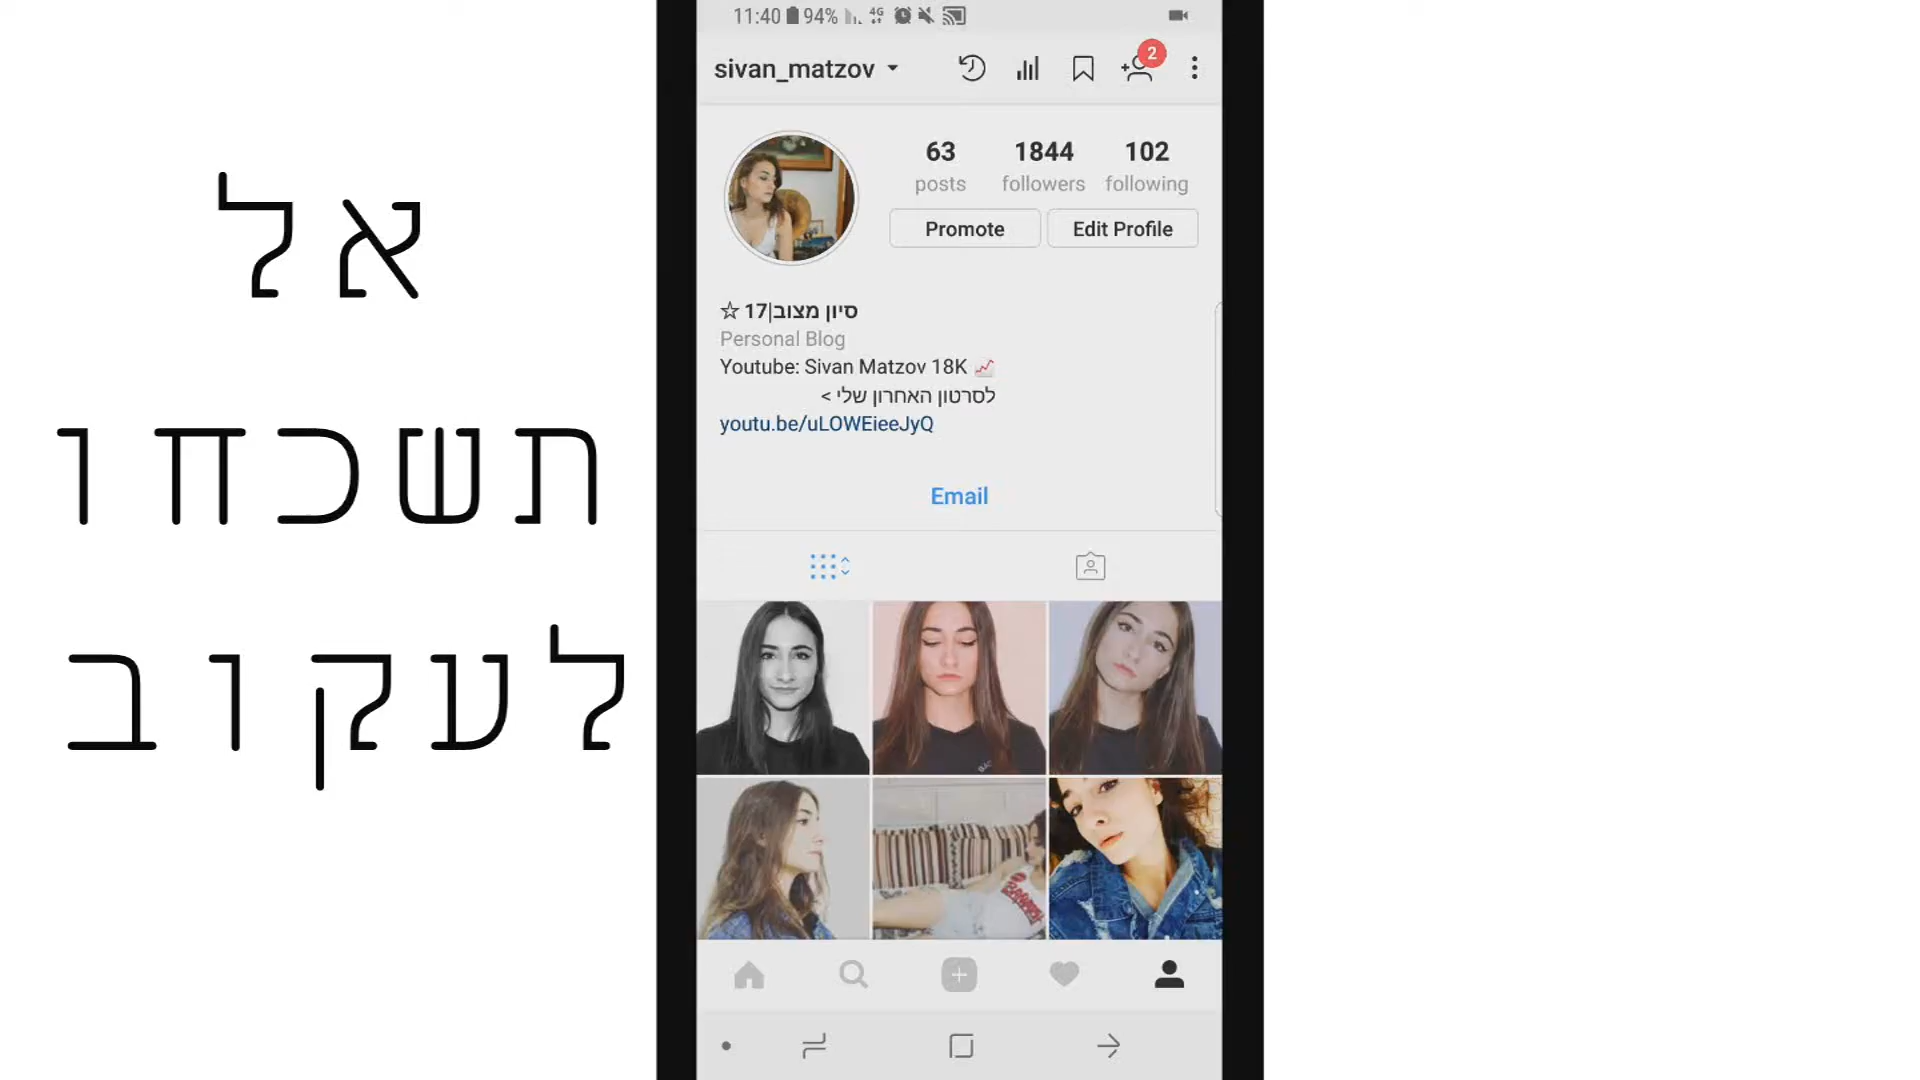 אל
תשכחו
לעקוב
11:40 94% 4G
sivan_matzov
2
63 1844 102
posts followers following
Promote Edit Profile
סיון מצוב|17 ☆
Personal Blog
Youtube: Sivan Matzov 18K 📈
לסרטון האחרון שלי >
youtu.be/uLOWEieeJyQ
Email